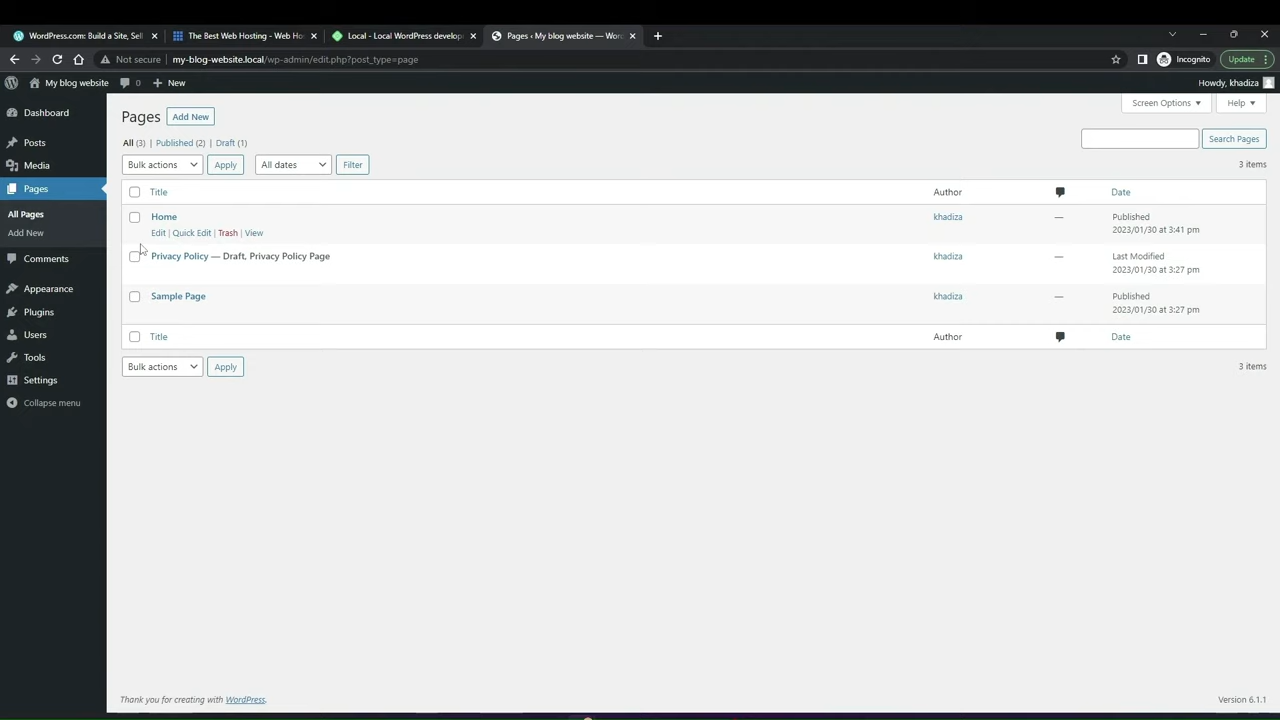 WordPress.com: Build a Site, Sell
The Best Web Hosting - Web Ho
Local - Local WordPress develop
Pages ‹ My blog website — Wor
Not secure | my-blog-website.local/wp-admin/edit.php?post_type=page
Incognito
Update
My blog website
0
New
Howdy, khadiza
Screen Options
Help
Dashboard
Posts
Media
Pages
All Pages
Add New
Comments
Appearance
Plugins
Users
Tools
Settings
Collapse menu
Pages Add New
All (3) | Published (2) | Draft (1)
Search Pages
Bulk actions Apply All dates Filter
3 items
Title Author Date
Home khadiza — Published
Edit | Quick Edit | Trash | View 2023/01/30 at 3:41 pm
Privacy Policy — Draft, Privacy Policy Page khadiza — Last Modified
2023/01/30 at 3:27 pm
Sample Page khadiza — Published
2023/01/30 at 3:27 pm
Title Author Date
Bulk actions Apply 3 items
Thank you for creating with WordPress. Version 6.1.1